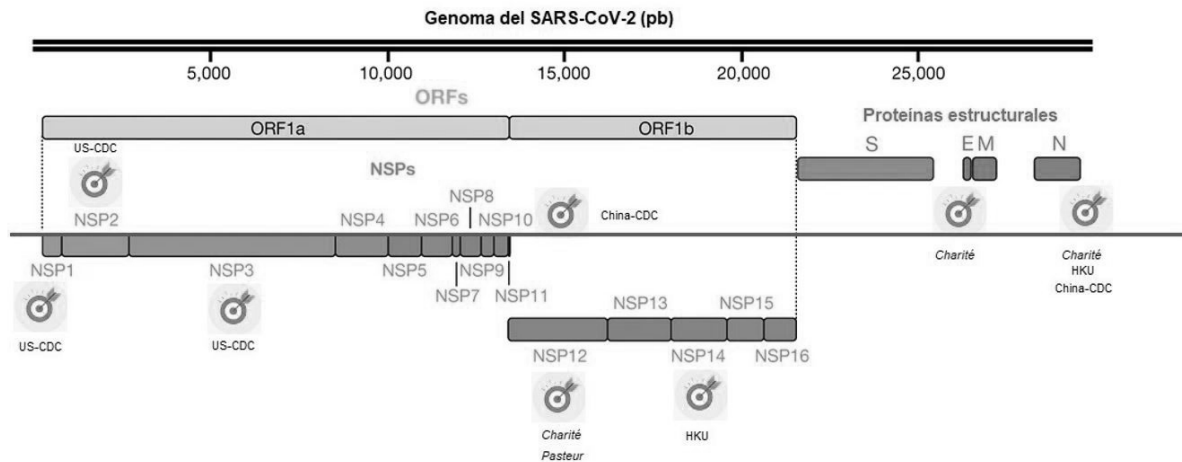 Genoma del SARS-CoV-2 (pb)
5,000 10,000 15,000 20,000 25,000
ORFs
ORF1a ORF1b
Proteínas estructurales
S E M N
US-CDC
NSPs
NSP8
NSP2 NSP4 NSP6 NSP10
China-CDC
NSP1 NSP3 NSP5 NSP9
NSP7 NSP11
Charité
Charité
HKU
China-CDC
US-CDC US-CDC
NSP13 NSP15
NSP12 NSP14 NSP16
Charité
Pasteur
HKU